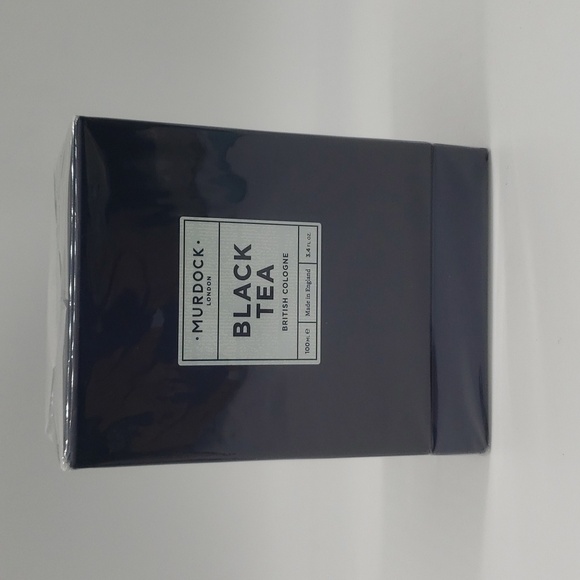 ·MURDOCK·
LONDON
BLACK
TEA
BRITISH COLOGNE
100ML ℮ Made in England 3.4 fl. oz.